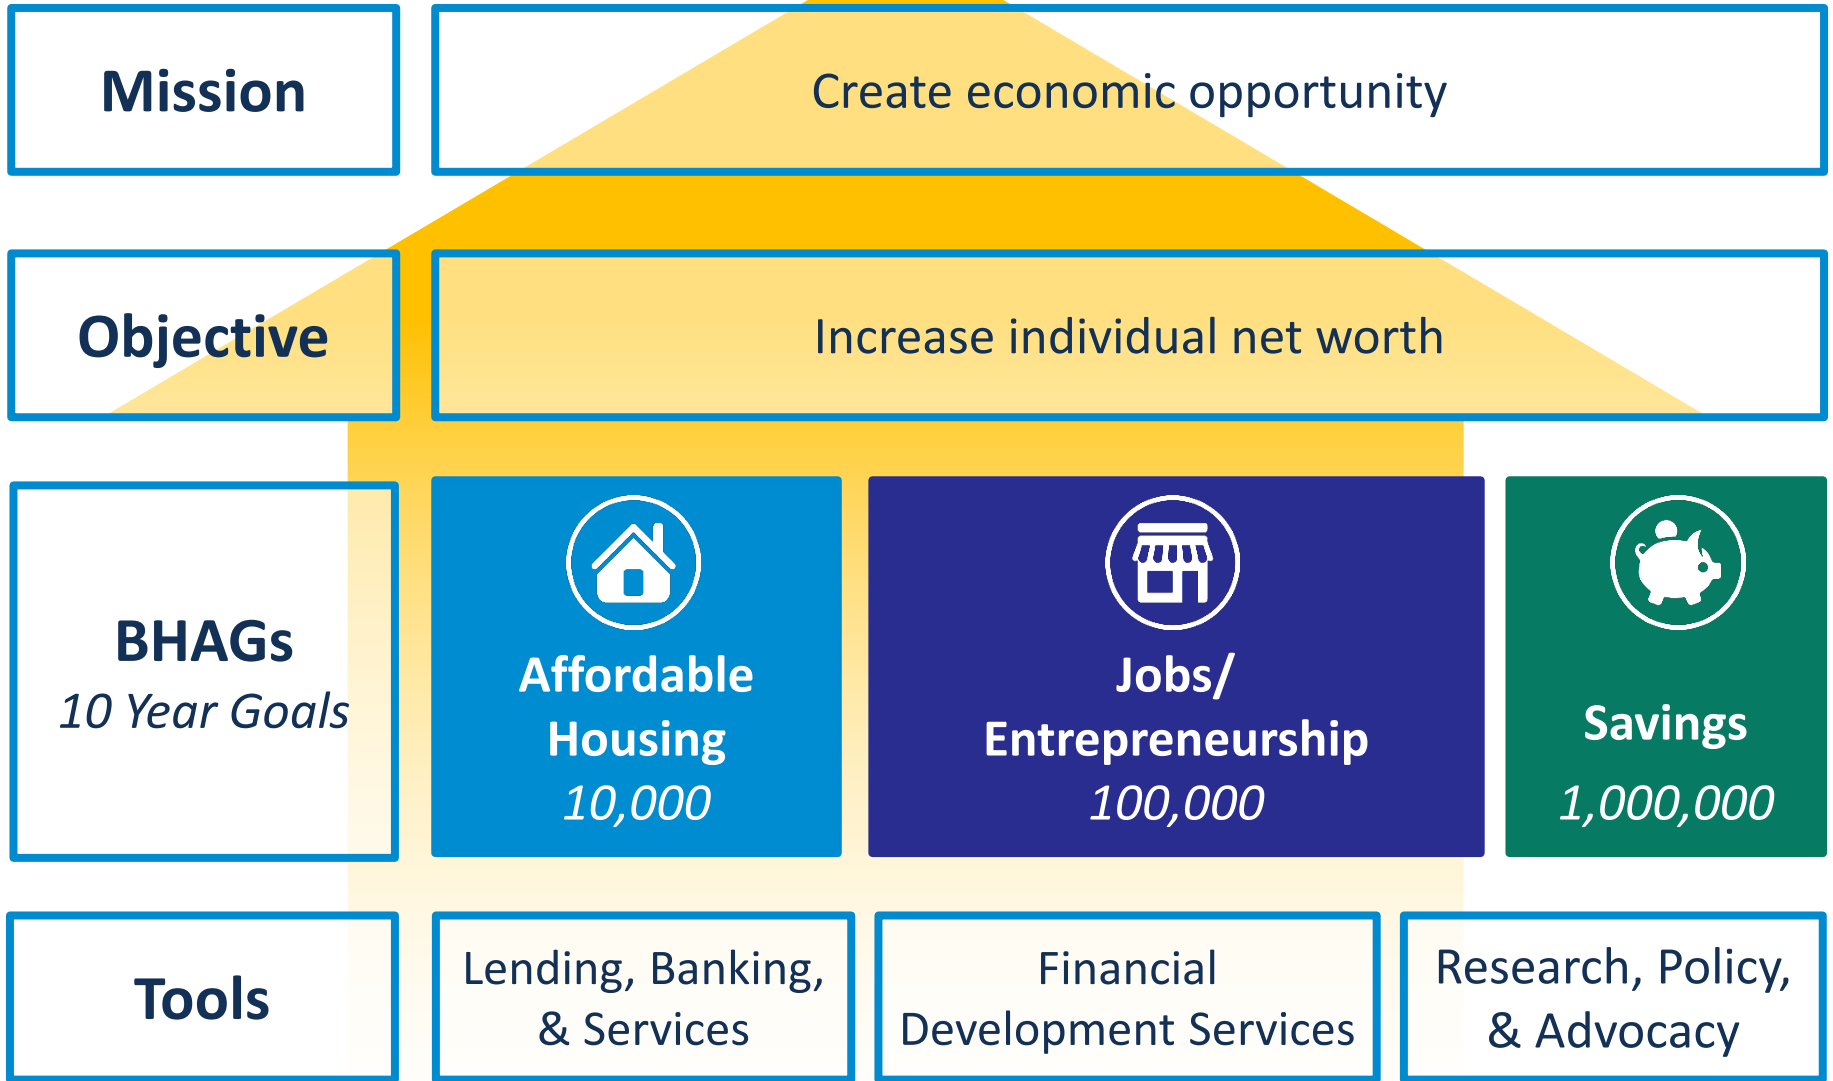 Mission
Create economic opportunity
Objective
Increase individual net worth
BHAGs
10 Year Goals
Affordable
Housing
10,000
Jobs/
Entrepreneurship
100,000
Savings
1,000,000
Tools
Lending, Banking,
& Services
Financial
Development Services
Research, Policy,
& Advocacy